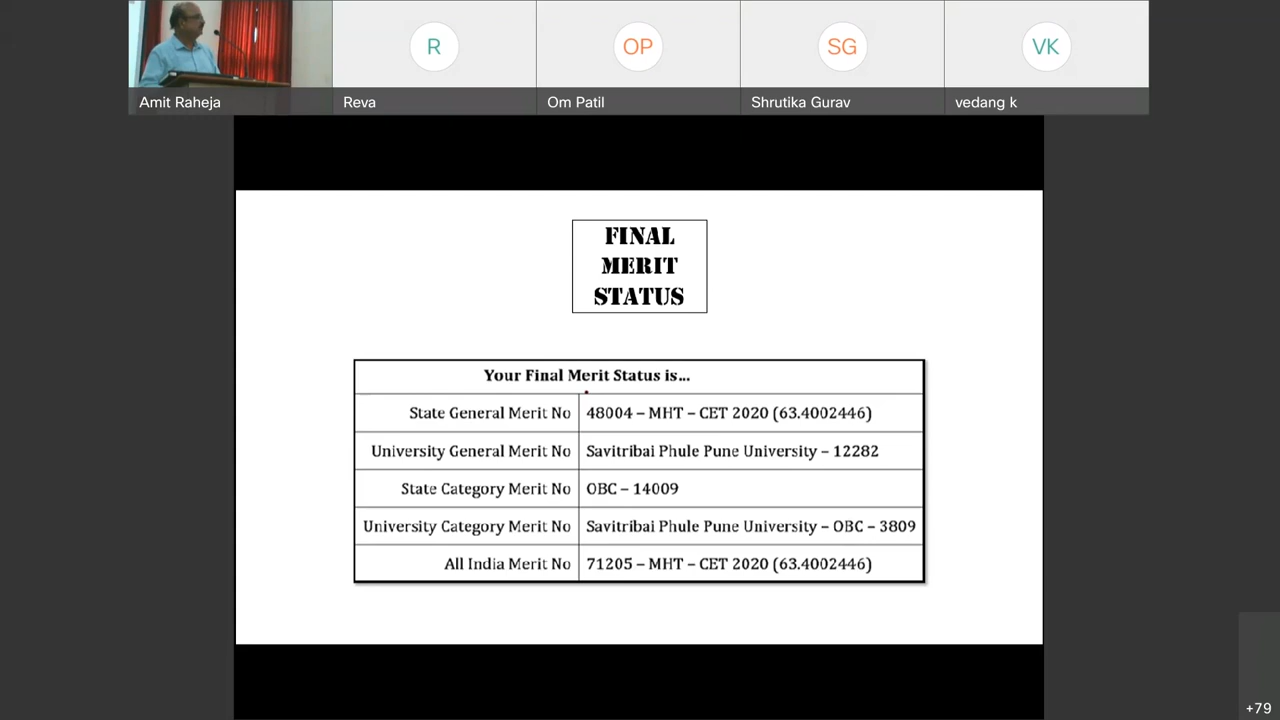 R
OP
SG
VK
Amit Raheja
Reva
Om Patil
Shrutika Gurav
vedang k
FINAL
MERIT
STATUS
Your Final Merit Status is...
State General Merit No 48004 – MHT – CET 2020 (63.4002446)
University General Merit No Savitribai Phule Pune University – 12282
State Category Merit No OBC – 14009
University Category Merit No Savitribai Phule Pune University – OBC – 3809
All India Merit No 71205 – MHT – CET 2020 (63.4002446)
+79